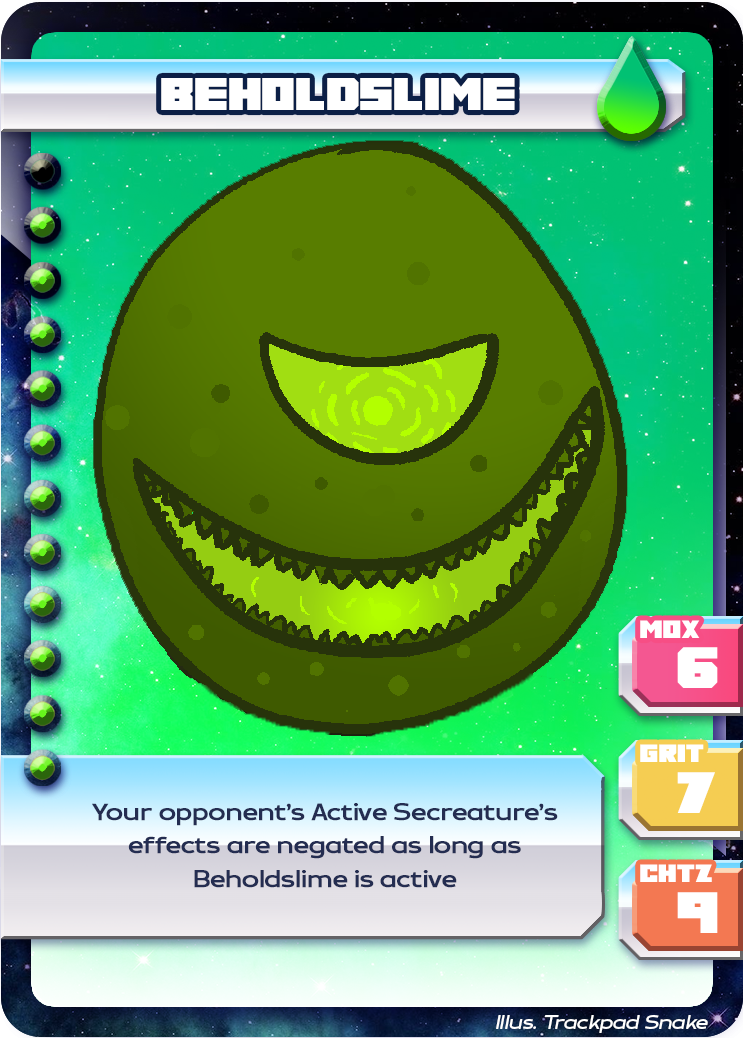 BEHOLDSLIME
MOX
6
GRIT
7
CHTZ
9
Your opponent's Active Secreature's
effects are negated as long as
Beholdslime is active
Illus. Trackpad Snake